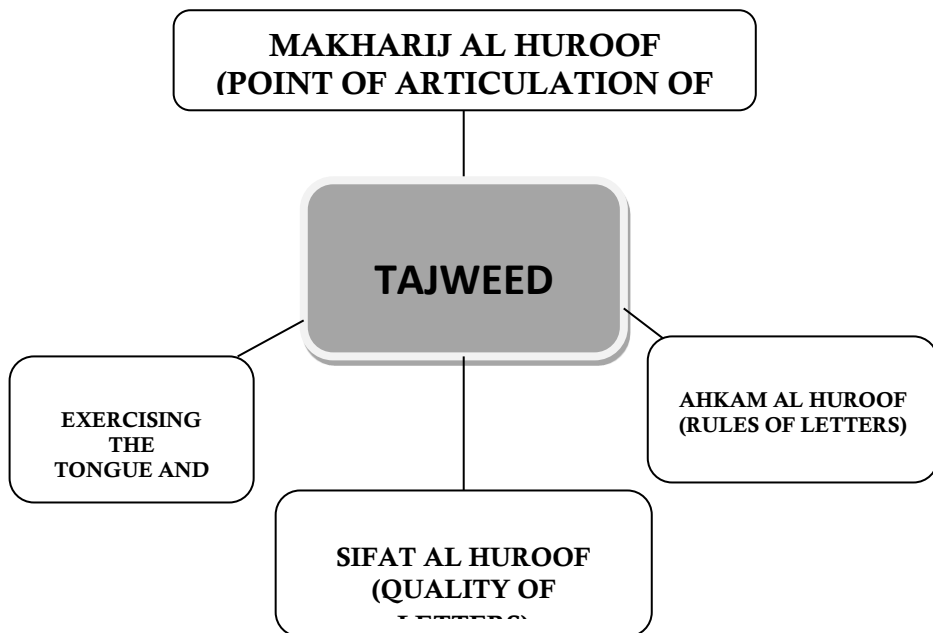 MAKHARIJ AL HUROOF
(POINT OF ARTICULATION OF
TAJWEED
EXERCISING
THE
TONGUE AND
AHKAM AL HUROOF
(RULES OF LETTERS)
SIFAT AL HUROOF
(QUALITY OF
LETTERS)